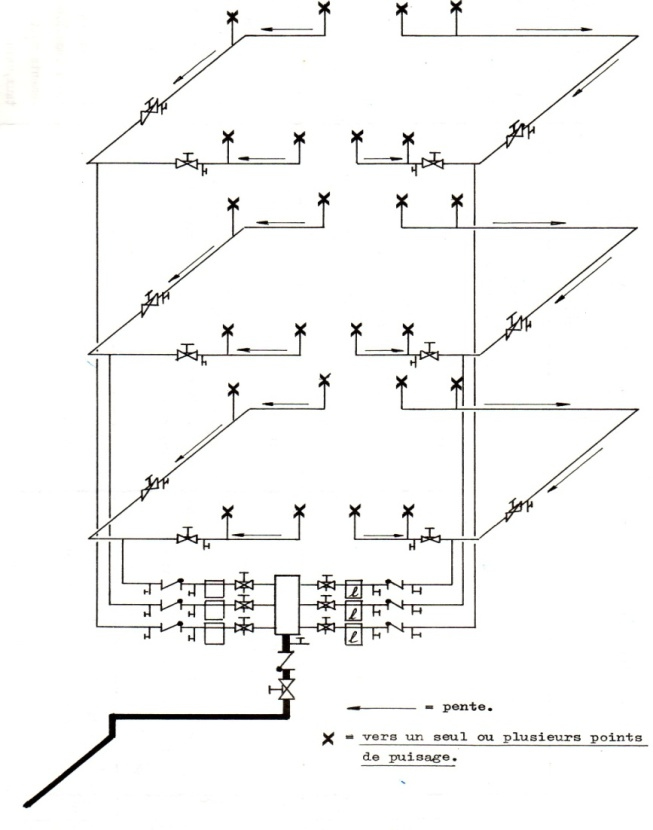 ℓ
ℓ
ℓ
= pente.
= vers un seul ou plusieurs points
de puisage.